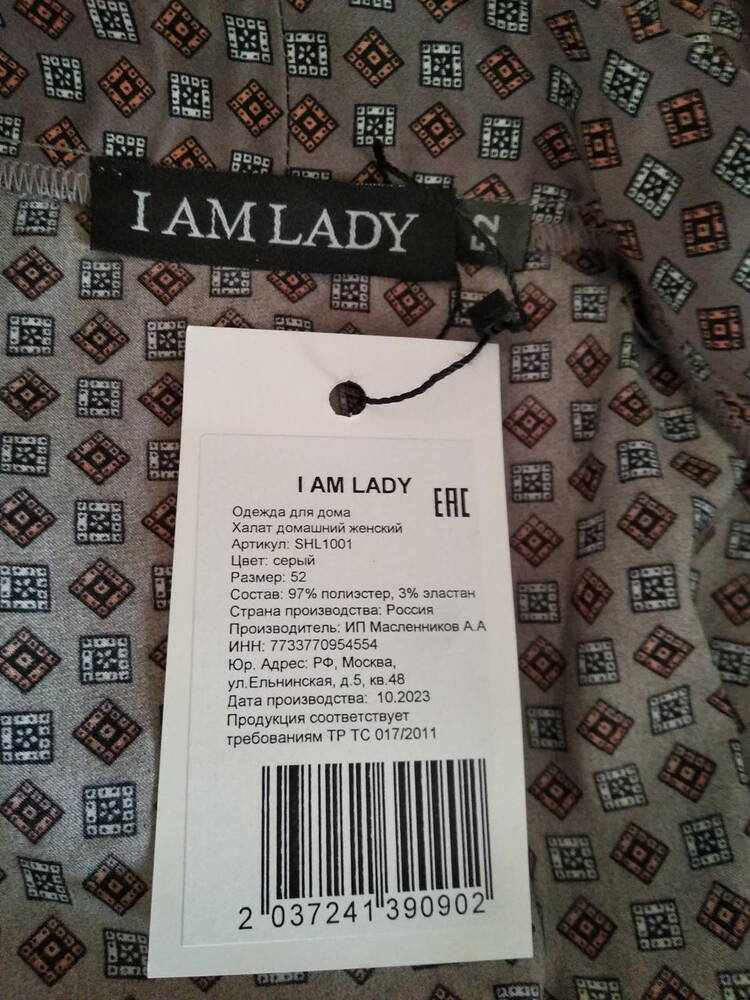 I AM LADY
52
I AM LADY
EAC
Одежда для дома
Халат домашний женский
Артикул: SHL1001
Цвет: серый
Размер: 52
Состав: 97% полиэстер, 3% эластан
Страна производства: Россия
Производитель: ИП Масленников А.А
ИНН: 7733770954554
Юр. Адрес: РФ, Москва,
ул.Ельнинская, д.5, кв.48
Дата производства: 10.2023
Продукция соответствует
требованиям ТР ТС 017/2011
2 037241 390902